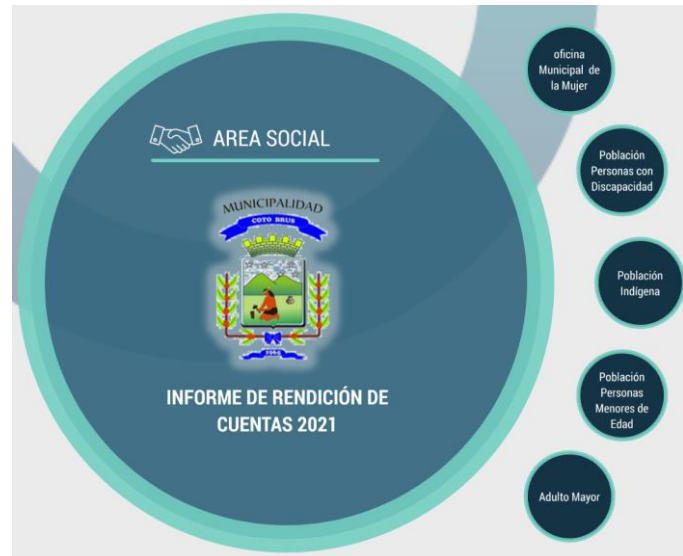 AREA SOCIAL
MUNICIPALIDAD
COTO BRUS
INFORME DE RENDICIÓN DE
CUENTAS 2021
oficina
Municipal de
la Mujer
Población
Personas con
Discapacidad
Población
Indígena
Población
Personas
Menores de
Edad
Adulto Mayor